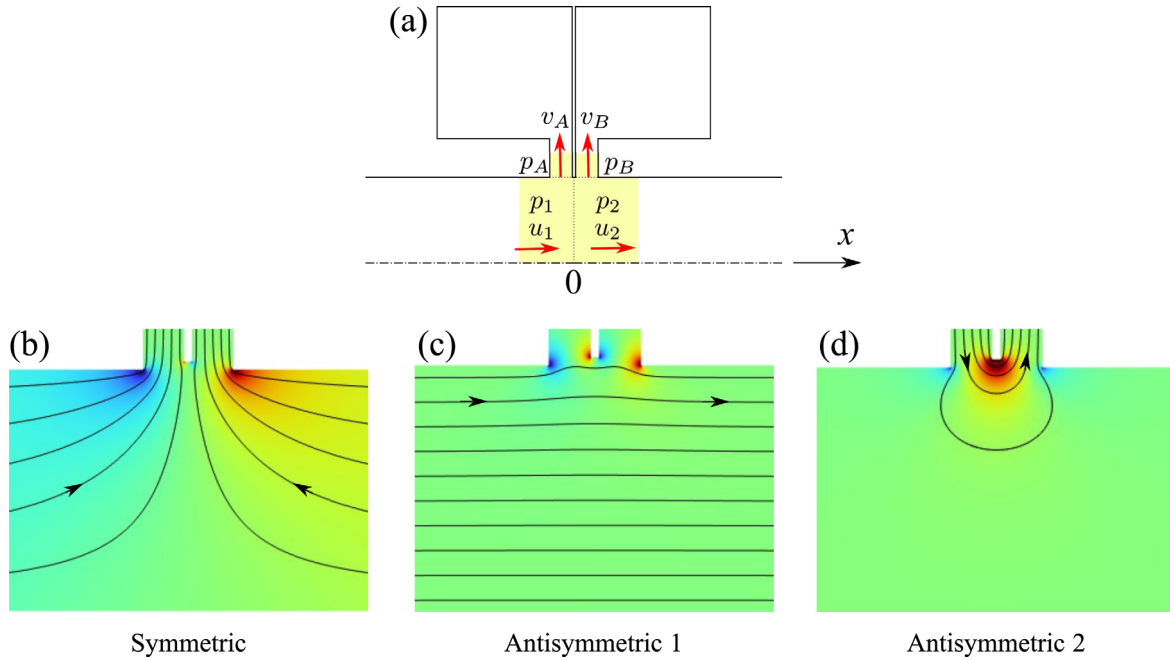 (a)
v_A v_B
p_A p_B
p_1 p_2
u_1 u_2
x
0
(b) (c) (d)
Symmetric Antisymmetric 1 Antisymmetric 2